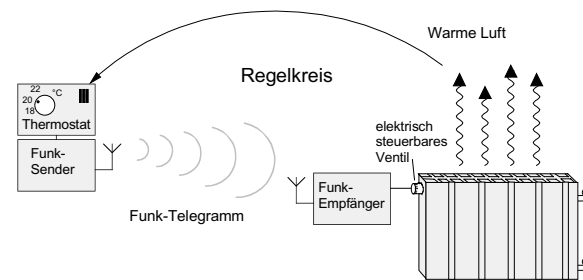 Warme Luft
Regelkreis
22
20
18
°C
Thermostat
Funk-
Sender
Funk-Telegramm
Funk-
Empfänger
elektrisch
steuerbares
Ventil